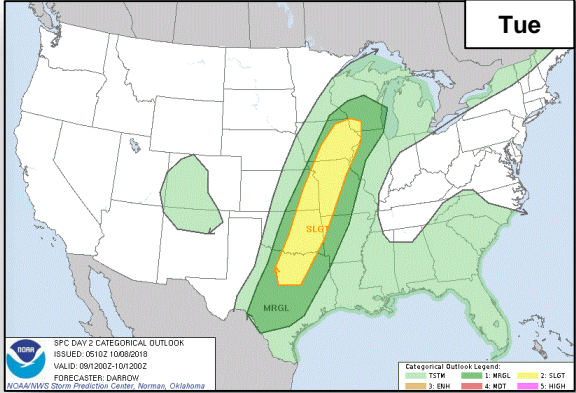 Tue
SLGT
MRGL
SPC DAY 2 CATEGORICAL OUTLOOK
ISSUED: 0510Z 10/08/2018
VALID: 09/1200Z-10/1200Z
FORECASTER: DARROW
NOAA/NWS Storm Prediction Center, Norman, Oklahoma
NOAA
Categorical Outlook Legend:
TSTM 1: MRGL 2: SLGT
3: ENH 4: MDT 5: HIGH